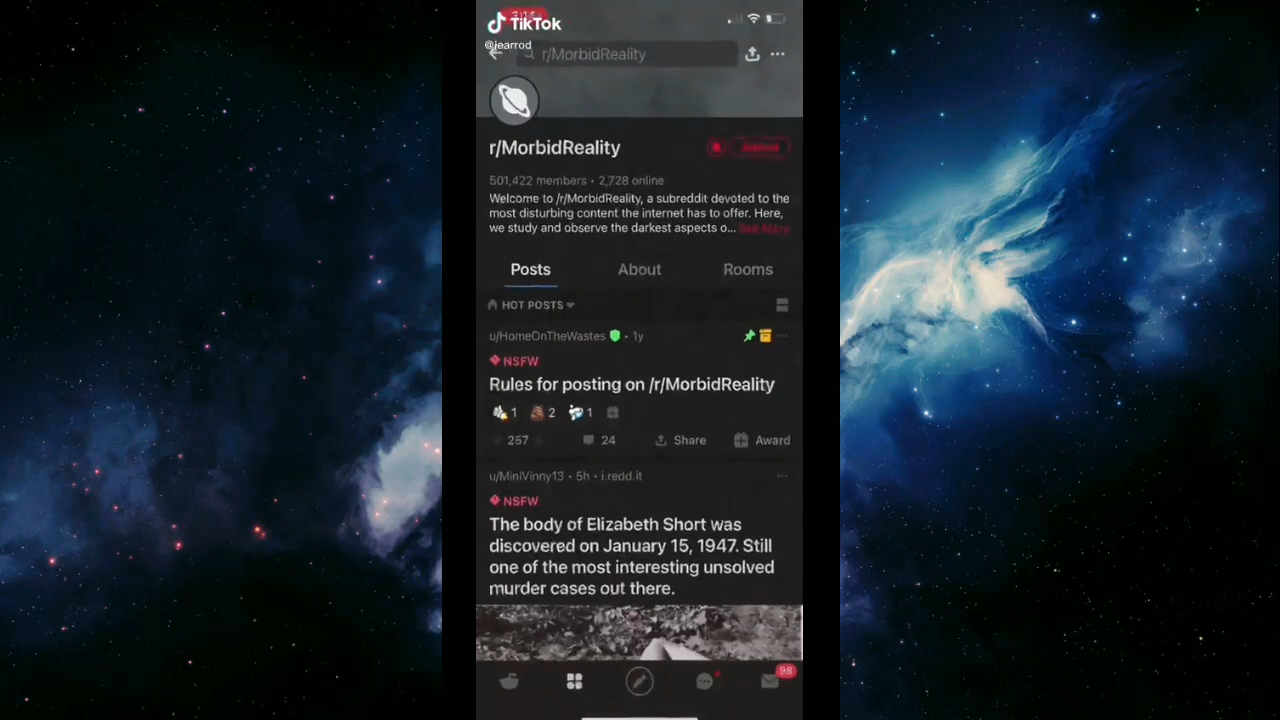 TikTok
@jearrod
r/MorbidReality
r/MorbidReality
501,422 members • 2,728 online
Welcome to /r/MorbidReality, a subreddit devoted to the
most disturbing content the internet has to offer. Here,
we study and observe the darkest aspects o... See More
Posts About Rooms
HOT POSTS
u/HomeOnTheWastes • 1y
NSFW
Rules for posting on /r/MorbidReality
1 2 1
257 24 Share Award
u/MiniVinny13 • 5h • i.redd.it
NSFW
The body of Elizabeth Short was
discovered on January 15, 1947. Still
one of the most interesting unsolved
murder cases out there.
98